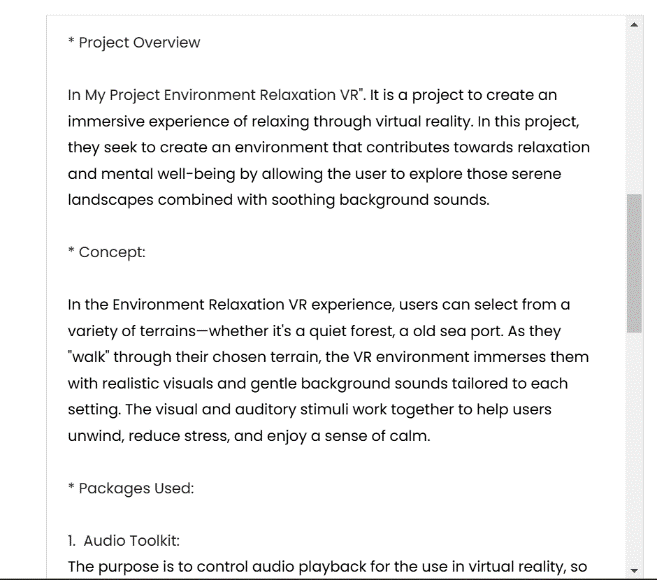 * Project Overview
In My Project Environment Relaxation VR". It is a project to create an
immersive experience of relaxing through virtual reality. In this project,
they seek to create an environment that contributes towards relaxation
and mental well-being by allowing the user to explore those serene
landscapes combined with soothing background sounds.
* Concept:
In the Environment Relaxation VR experience, users can select from a
variety of terrains—whether it's a quiet forest, a old sea port. As they
"walk" through their chosen terrain, the VR environment immerses them
with realistic visuals and gentle background sounds tailored to each
setting. The visual and auditory stimuli work together to help users
unwind, reduce stress, and enjoy a sense of calm.
* Packages Used:
1. Audio Toolkit:
The purpose is to control audio playback for the use in virtual reality, so